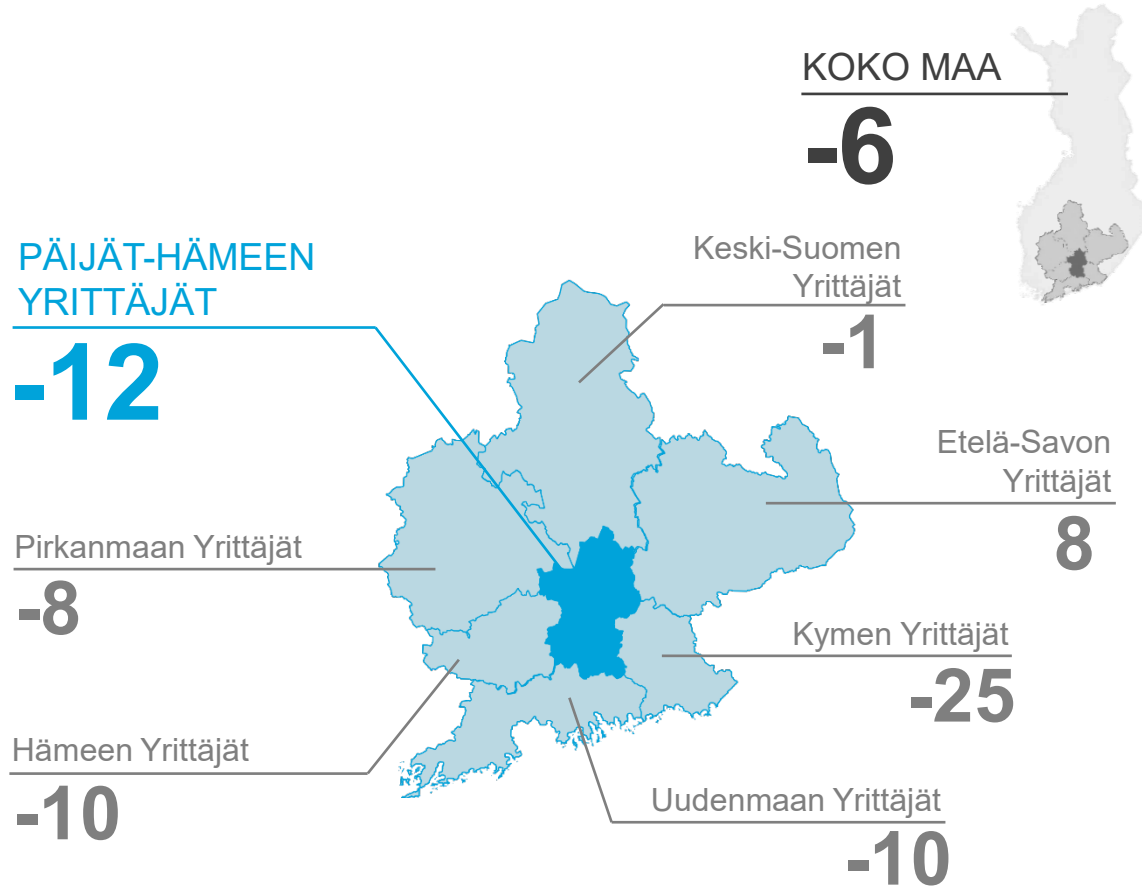 KOKO MAA
-6
PÄIJÄT-HÄMEEN
YRITTÄJÄT
-12
Keski-Suomen
Yrittäjät
-1
Etelä-Savon
Yrittäjät
8
Pirkanmaan Yrittäjät
-8
Kymen Yrittäjät
-25
Hämeen Yrittäjät
-10
Uudenmaan Yrittäjät
-10